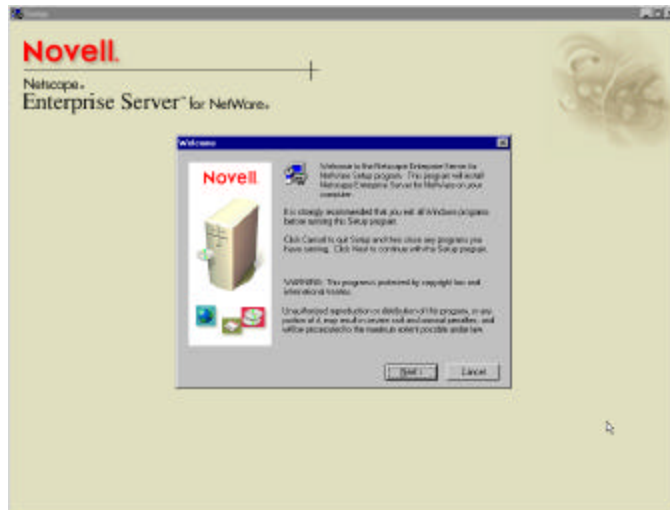 Setup
Novell.
Netscape®
Enterprise Server™ for NetWare®
Welcome
Novell
Welcome to the Netscape Enterprise Server for
NetWare Setup program. This program will install
Netscape Enterprise Server for NetWare on your
computer.
It is strongly recommended that you exit all Windows programs
before running this Setup program.
Click Cancel to quit Setup and then close any programs you
have running. Click Next to continue with the Setup program.
WARNING: This program is protected by copyright law and
international treaties.
Unauthorized reproduction or distribution of this program, or any
portion of it, may result in severe civil and criminal penalties, and
will be prosecuted to the maximum extent possible under law.
Next >
Cancel